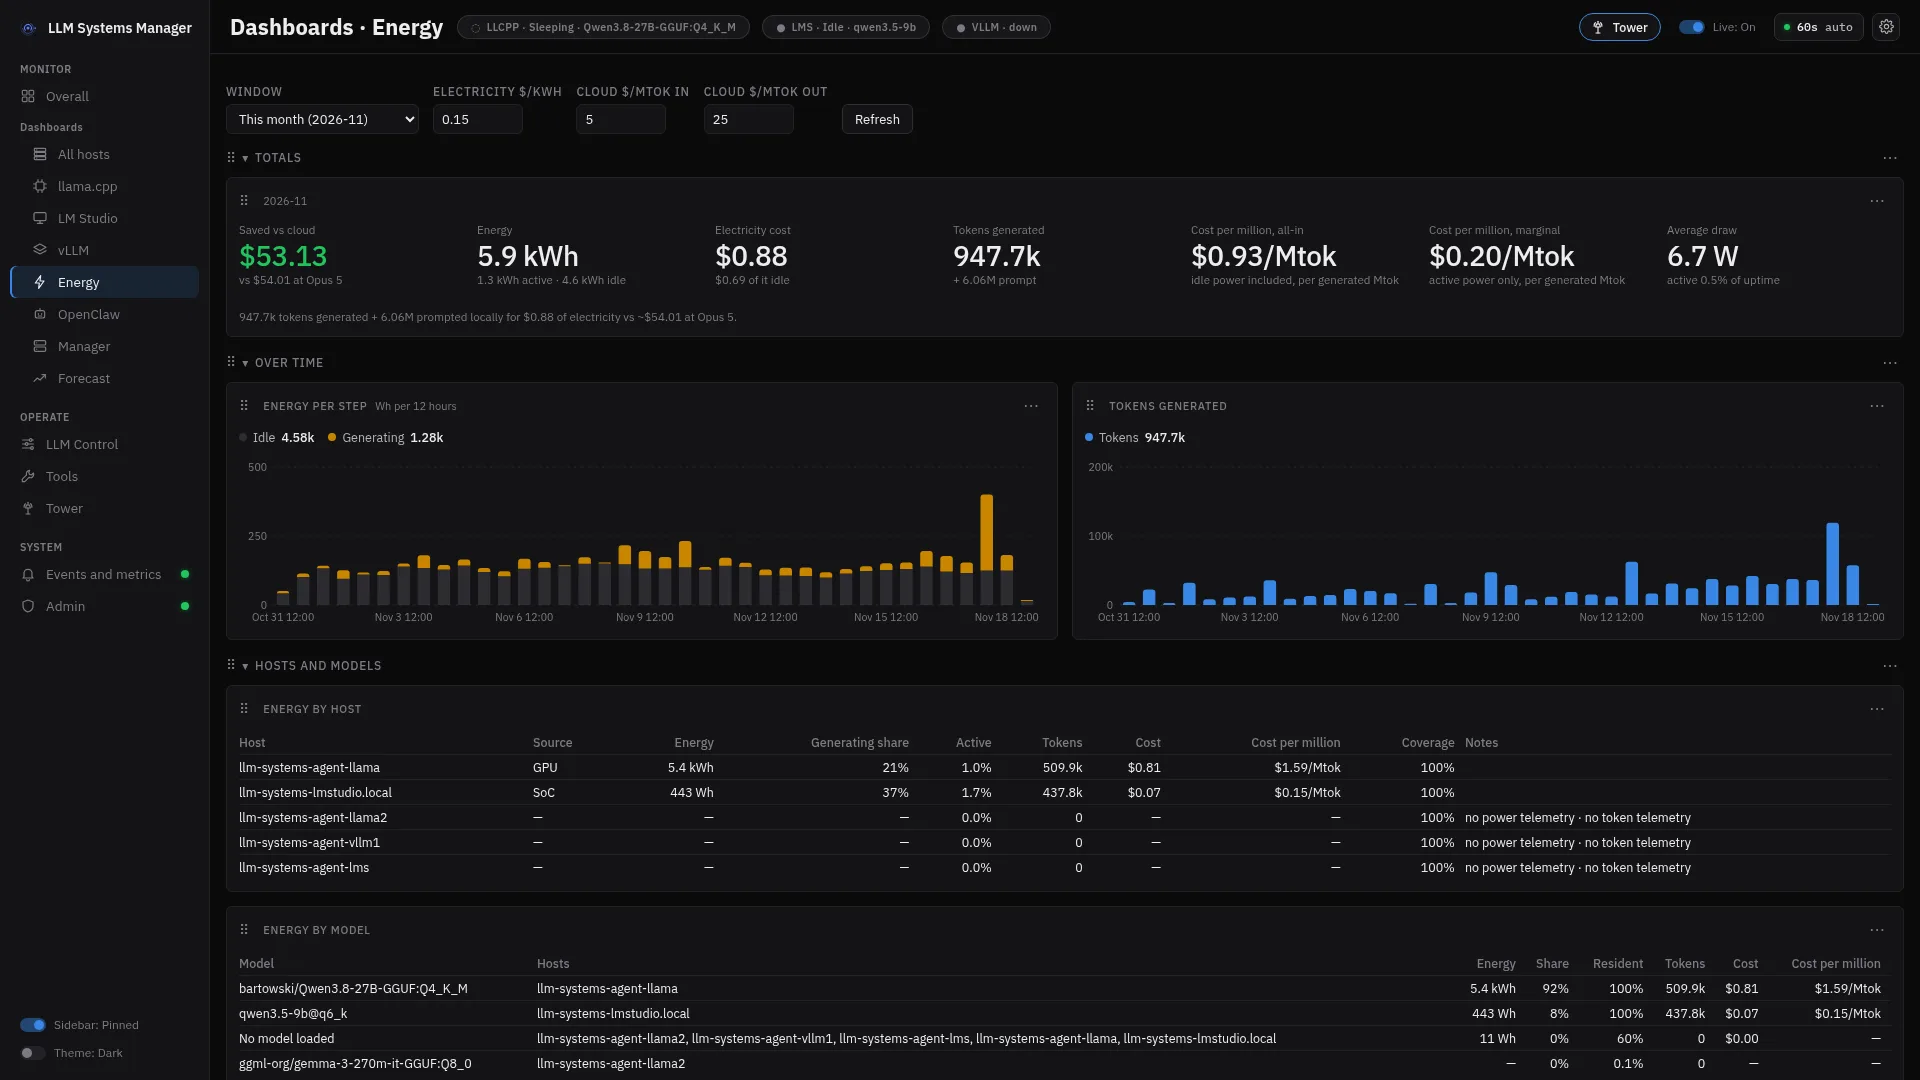 LLM Systems Manager
Dashboards · Energy
LLCPP · Sleeping · Qwen3.8-27B-GGUF:Q4_K_M
LMS · Idle · qwen3.5-9b
VLLM · down
Tower
Live: On
60s auto
MONITOR
Overall
Dashboards
All hosts
llama.cpp
LM Studio
vLLM
Energy
OpenClaw
Manager
Forecast
OPERATE
LLM Control
Tools
Tower
SYSTEM
Events and metrics
Admin
Sidebar: Pinned
Theme: Dark
WINDOW ELECTRICITY $/KWH CLOUD $/MTOK IN CLOUD $/MTOK OUT
This month (2026-11) 0.15 5 25 Refresh
TOTALS
2026-11
Saved vs cloud Energy Electricity cost Tokens generated Cost per million, all-in Cost per million, marginal Average draw
$53.13 5.9 kWh $0.88 947.7k $0.93/Mtok $0.20/Mtok 6.7 W
vs $54.01 at Opus 5 1.3 kWh active · 4.6 kWh idle $0.69 of it idle + 6.06M prompt idle power included, per generated Mtok active power only, per generated Mtok active 0.5% of uptime
947.7k tokens generated + 6.06M prompted locally for $0.88 of electricity vs ~$54.01 at Opus 5.
OVER TIME
ENERGY PER STEP Wh per 12 hours
Idle 4.58k Generating 1.28k
500
250
0
Oct 31 12:00 Nov 3 12:00 Nov 6 12:00 Nov 9 12:00 Nov 12 12:00 Nov 15 12:00 Nov 18 12:00
TOKENS GENERATED
Tokens 947.7k
200k
100k
0
Oct 31 12:00 Nov 3 12:00 Nov 6 12:00 Nov 9 12:00 Nov 12 12:00 Nov 15 12:00 Nov 18 12:00
HOSTS AND MODELS
ENERGY BY HOST
Host Source Energy Generating share Active Tokens Cost Cost per million Coverage Notes
llm-systems-agent-llama GPU 5.4 kWh 21% 1.0% 509.9k $0.81 $1.59/Mtok 100%
llm-systems-lmstudio.local SoC 443 Wh 37% 1.7% 437.8k $0.07 $0.15/Mtok 100%
llm-systems-agent-llama2 — — — 0.0% 0 — — 100% no power telemetry · no token telemetry
llm-systems-agent-vllm1 — — — 0.0% 0 — — 100% no power telemetry · no token telemetry
llm-systems-agent-lms — — — 0.0% 0 — — 100% no power telemetry · no token telemetry
ENERGY BY MODEL
Model Hosts Energy Share Resident Tokens Cost Cost per million
bartowski/Qwen3.8-27B-GGUF:Q4_K_M llm-systems-agent-llama 5.4 kWh 92% 100% 509.9k $0.81 $1.59/Mtok
qwen3.5-9b@q6_k llm-systems-lmstudio.local 443 Wh 8% 100% 437.8k $0.07 $0.15/Mtok
No model loaded llm-systems-agent-llama2, llm-systems-agent-vllm1, llm-systems-agent-lms, llm-systems-agent-llama, llm-systems-lmstudio.local 11 Wh 0% 60% 0 $0.00 —
ggml-org/gemma-3-270m-it-GGUF:Q8_0 llm-systems-agent-llama2 — 0% 0.1% 0 — —